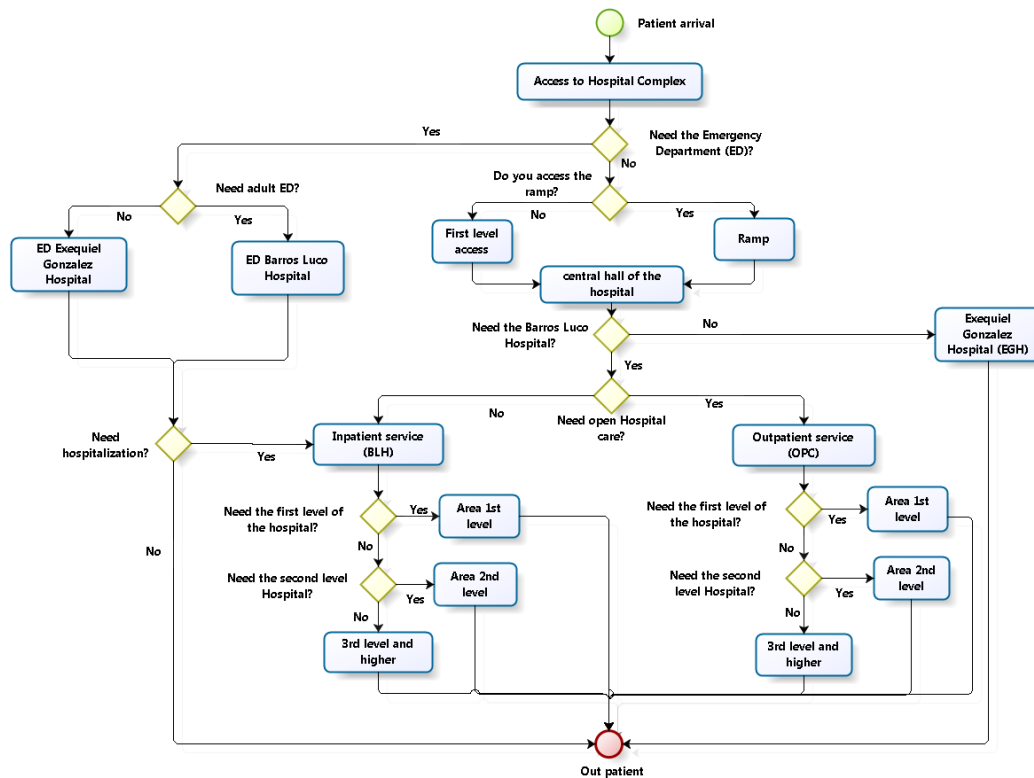 Patient arrival
Access to Hospital Complex
Yes
Need the Emergency
Department (ED)?
No
Need adult ED?
Do you access the
ramp?
No
Yes
No
Yes
ED Exequiel
Gonzalez
Hospital
ED Barros Luco
Hospital
First level
access
Ramp
central hall of the
hospital
Need the Barros Luco
Hospital?
No
Exequiel
Gonzalez
Hospital (EGH)
Yes
No
Need open Hospital
care?
Yes
Need
hospitalization?
Yes
Inpatient service
(BLH)
Outpatient service
(OPC)
Need the first level of
the hospital?
Yes
Area 1st
level
Need the first level of
the hospital?
Yes
Area 1st
level
No
No
No
Need the second level
Hospital?
Yes
Area 2nd
level
Need the second
level Hospital?
Yes
Area 2nd
level
No
No
3rd level and
higher
3rd level and
higher
Out patient